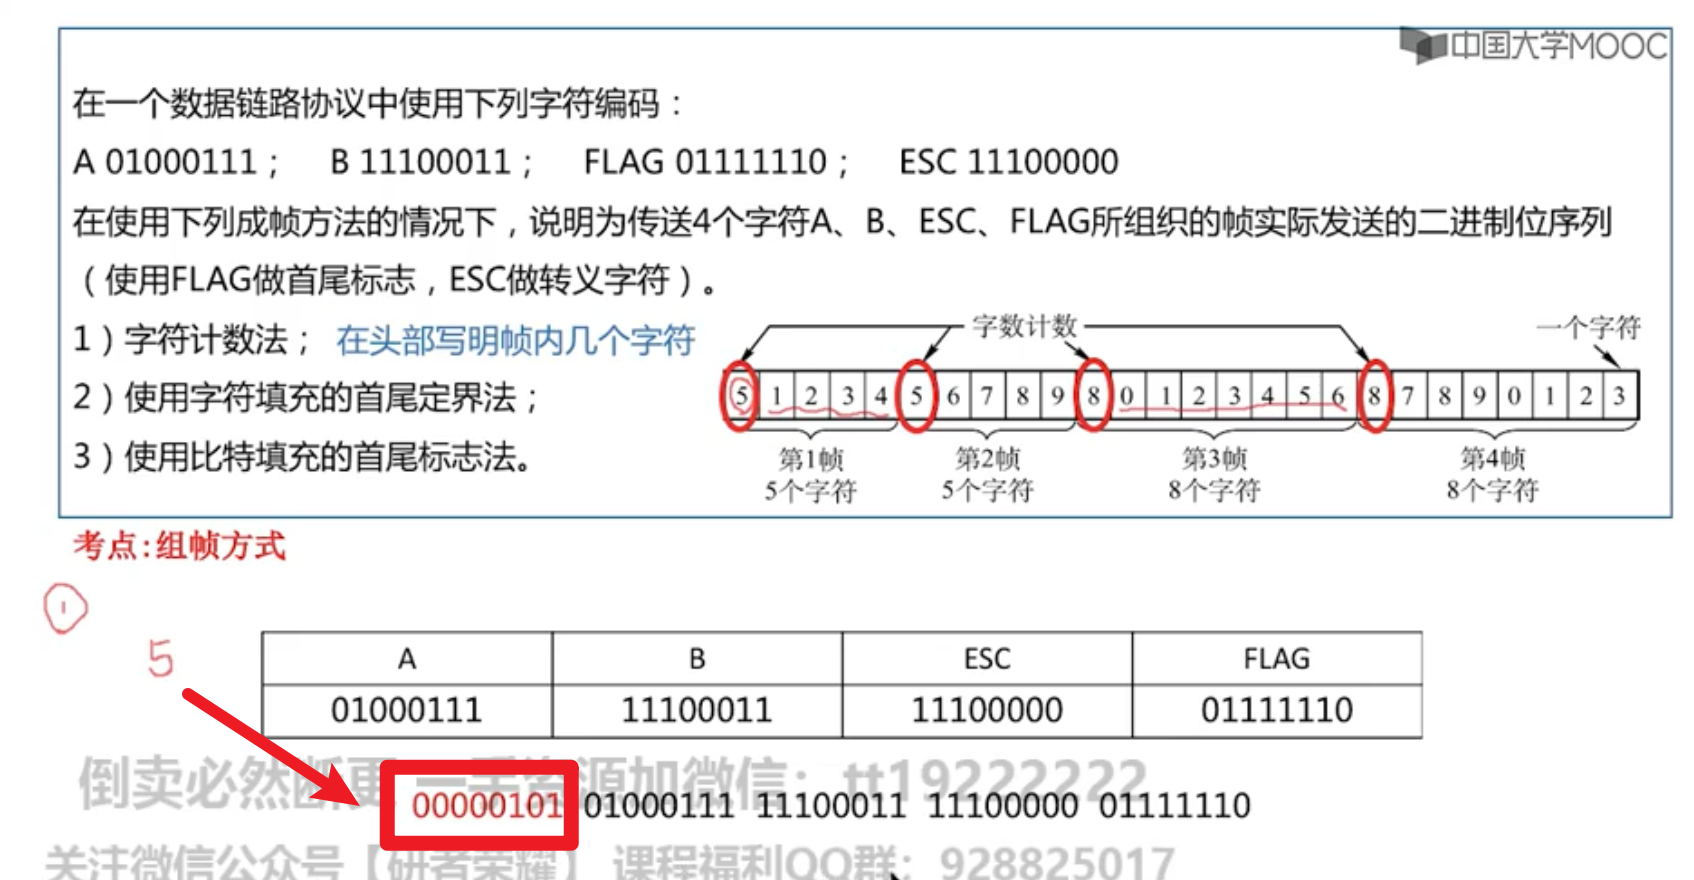 中国大学MOOC
在一个数据链路协议中使用下列字符编码：
A 01000111； B 11100011； FLAG 01111110； ESC 11100000
在使用下列成帧方法的情况下，说明为传送4个字符A、B、ESC、FLAG所组织的帧实际发送的二进制位序列
（使用FLAG做首尾标志，ESC做转义字符）。
1）字符计数法； 在头部写明帧内几个字符
2）使用字符填充的首尾定界法；
3）使用比特填充的首尾标志法。
字数计数 一个字符
5 1 2 3 4 5 6 7 8 9 8 0 1 2 3 4 5 6 8 7 8 9 0 1 2 3
第1帧 第2帧 第3帧 第4帧
5个字符 5个字符 8个字符 8个字符
考点:组帧方式
1
5
A B ESC FLAG
01000111 11100011 11100000 01111110
倒卖必然断更 一手资源加微信：tt19222222
00000101 01000111 11100011 11100000 01111110
关注微信公众号【研者荣耀】 课程福利QQ群：928825017